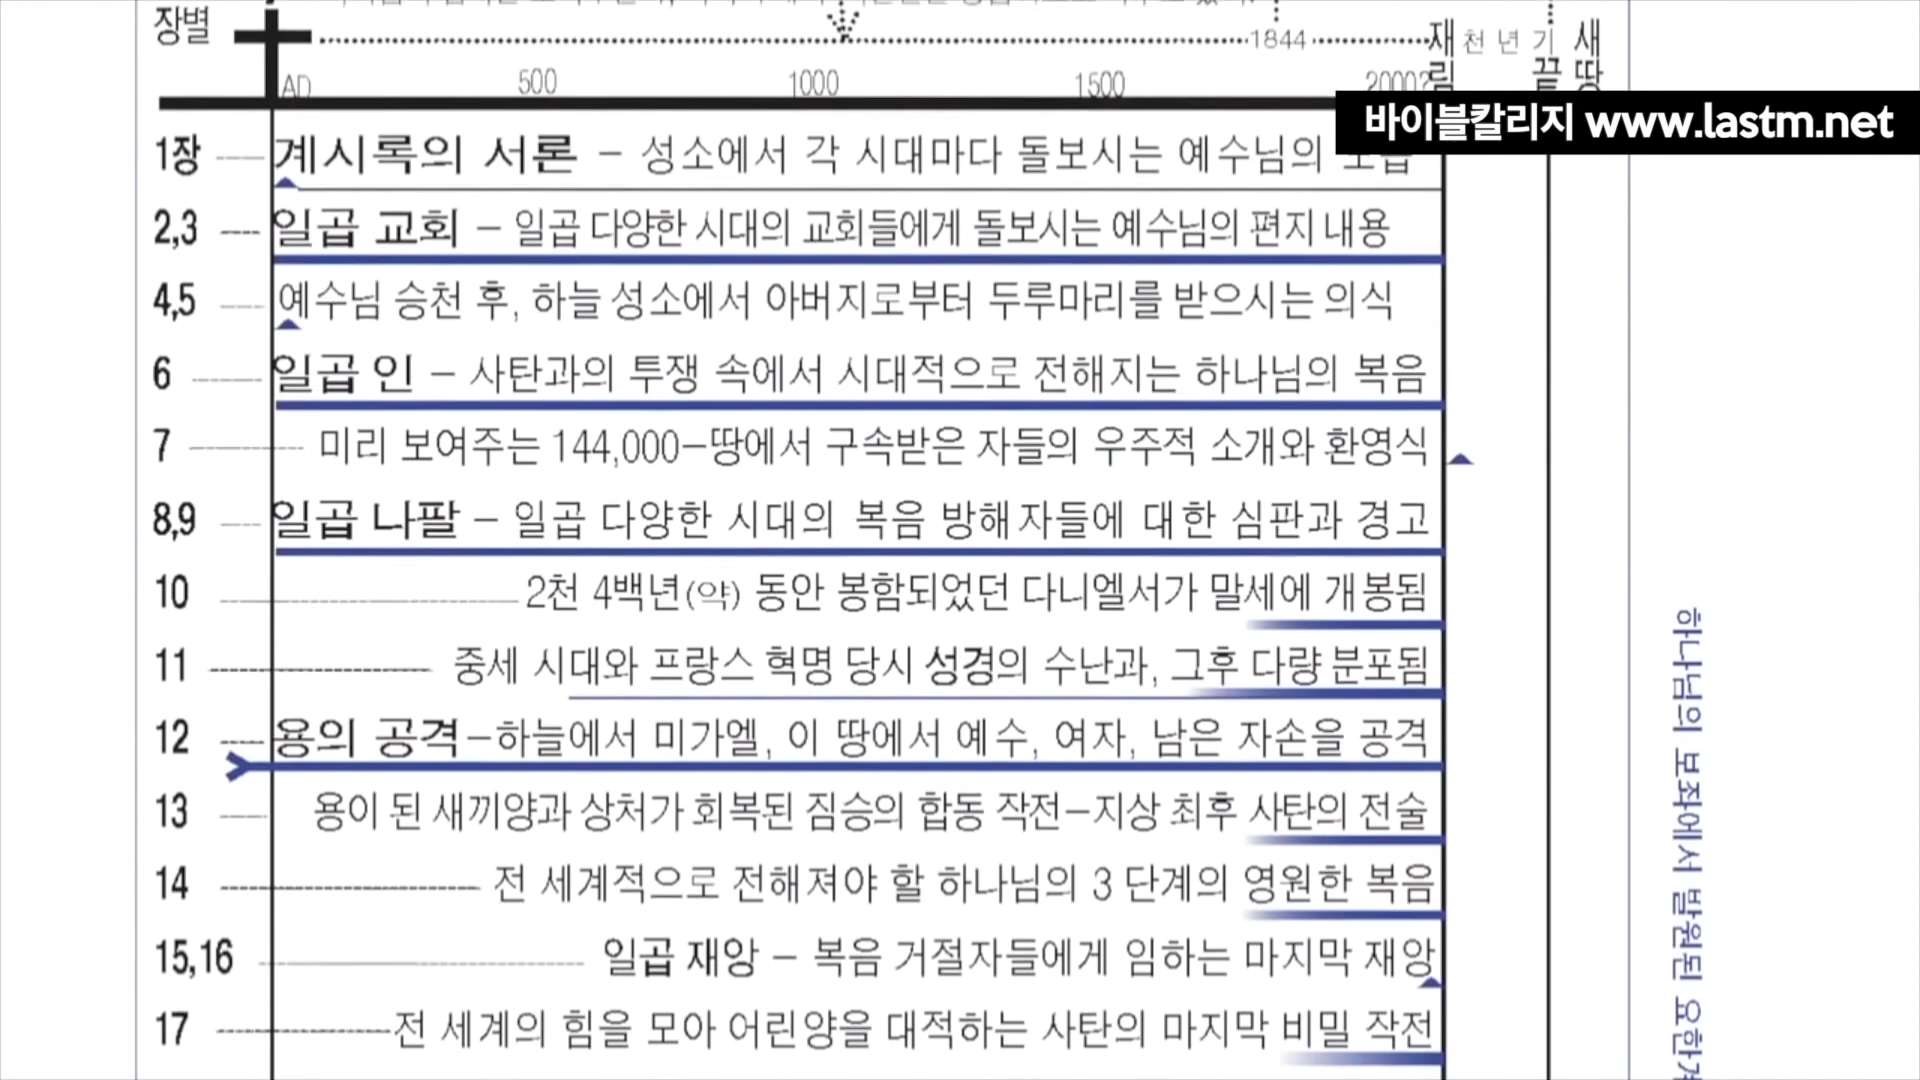 장별
1844
재림
천년기
끝
새땅
AD 500 1000 1500 2000?
바이블칼리지 www.lastm.net
1장 계시록의 서론 - 성소에서 각 시대마다 돌보시는 예수님의 모습
2,3 일곱 교회 - 일곱 다양한 시대의 교회들에게 돌보시는 예수님의 편지 내용
4,5 예수님 승천 후, 하늘 성소에서 아버지로부터 두루마리를 받으시는 의식
6 일곱 인 - 사탄과의 투쟁 속에서 시대적으로 전해지는 하나님의 복음
7 미리 보여주는 144,000-땅에서 구속받은 자들의 우주적 소개와 환영식
8,9 일곱 나팔 - 일곱 다양한 시대의 복음 방해자들에 대한 심판과 경고
10 2천 4백년(약) 동안 봉함되었던 다니엘서가 말세에 개봉됨
11 중세 시대와 프랑스 혁명 당시 성경의 수난과, 그후 다량 분포됨
12 용의 공격-하늘에서 미가엘, 이 땅에서 예수, 여자, 남은 자손을 공격
13 용이 된 새끼양과 상처가 회복된 짐승의 합동 작전-지상 최후 사탄의 전술
14 전 세계적으로 전해져야 할 하나님의 3 단계의 영원한 복음
15,16 일곱 재앙 - 복음 거절자들에게 임하는 마지막 재앙
17 전 세계의 힘을 모아 어린양을 대적하는 사탄의 마지막 비밀 작전
하나님의 보좌에서 발원된 요한계